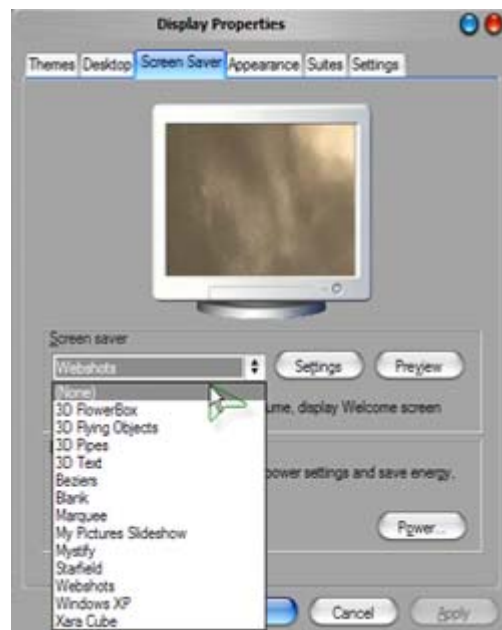 Display Properties
Themes Desktop Screen Saver Appearance Suites Settings
Screen saver
Webshots Settings Preview
(None)
ume, display Welcome screen
3D FlowerBox
3D Flying Objects
3D Pipes
3D Text
power settings and save energy.
Beziers
Blank
Marquee
My Pictures Slideshow
Power...
Mystify
Starfield
Webshots
Windows XP
Xara Cube
Cancel Apply